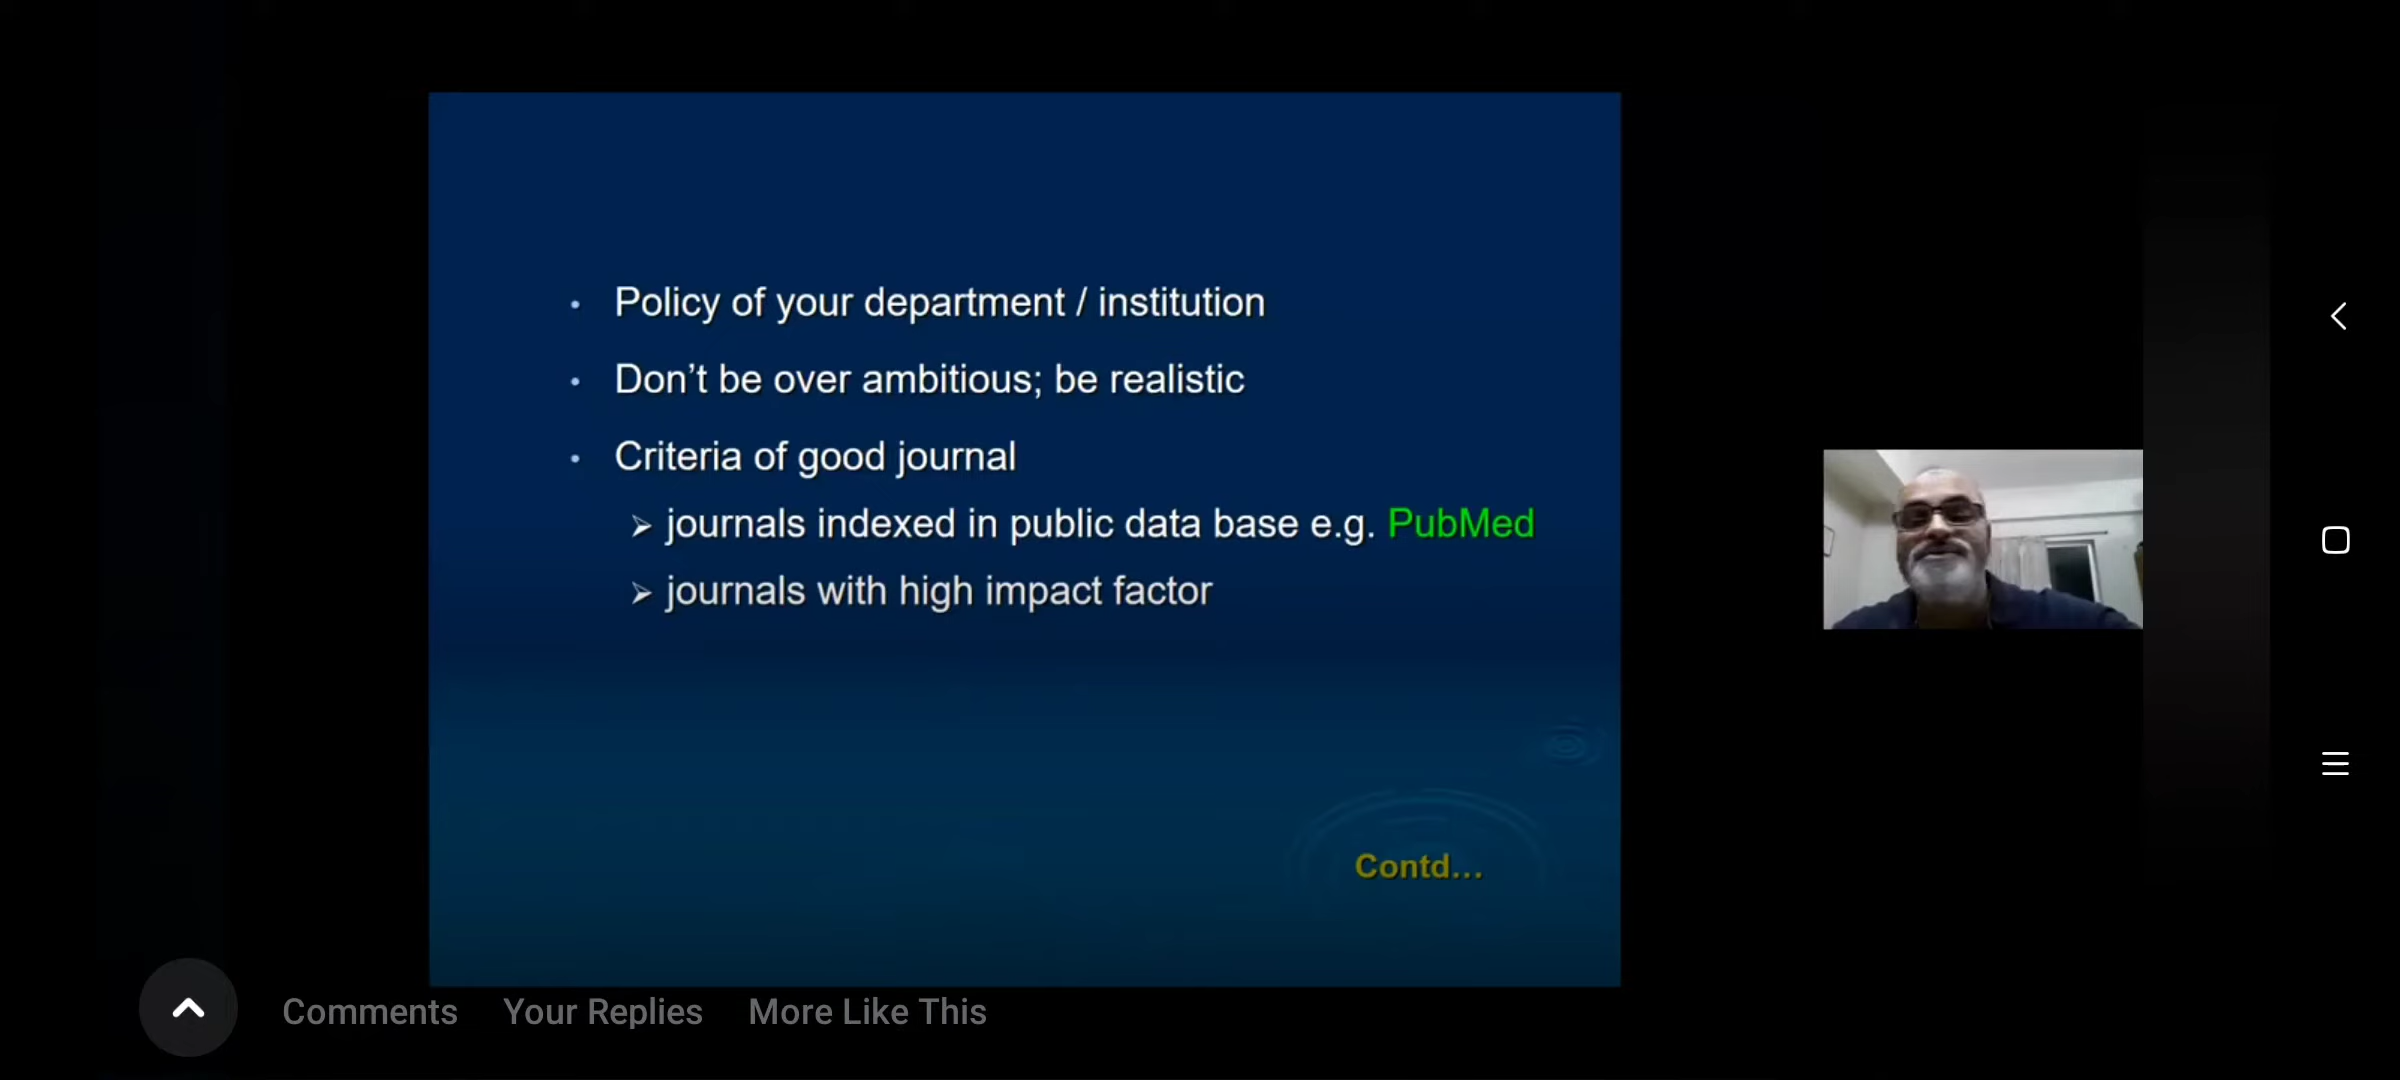 • Policy of your department / institution
• Don’t be over ambitious; be realistic
• Criteria of good journal
➢ journals indexed in public data base e.g. PubMed
➢ journals with high impact factor
Contd...
Comments Your Replies More Like This